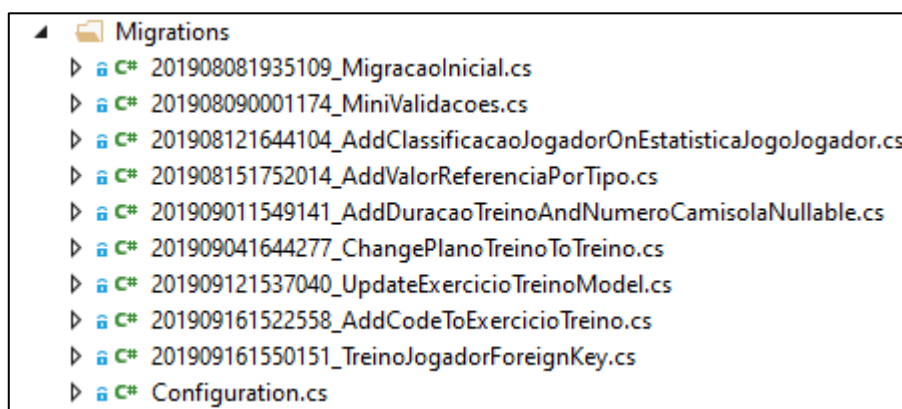 Migrations
C# 201908081935109_MigracaoInicial.cs
C# 201908090001174_MiniValidacoes.cs
C# 201908121644104_AddClassificacaoJogadorOnEstatisticaJogoJogador.cs
C# 201908151752014_AddValorReferenciaPorTipo.cs
C# 201909011549141_AddDuracaoTreinoAndNumeroCamisolaNullable.cs
C# 201909041644277_ChangePlanoTreinoToTreino.cs
C# 201909121537040_UpdateExercicioTreinoModel.cs
C# 201909161522558_AddCodeToExercicioTreino.cs
C# 201909161550151_TreinoJogadorForeignKey.cs
C# Configuration.cs